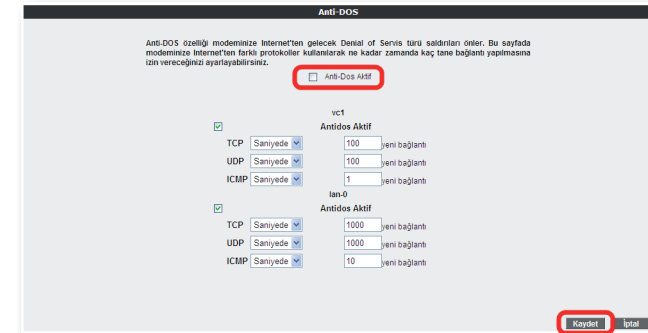 Anti-DOS
Anti-DOS özelliği modeminize Internet'ten gelecek Denial of Servis türü saldırıları önler. Bu sayfada
modeminize Internet'ten farklı protokoller kullanılarak ne kadar zamanda kaç tane bağlantı yapılmasına
izin vereceğinizi ayarlayabilirsiniz.
Anti-Dos Aktif
vc1
Antidos Aktif
TCP Saniyede 100 yeni bağlantı
UDP Saniyede 100 yeni bağlantı
ICMP Saniyede 1 yeni bağlantı
lan-0
Antidos Aktif
TCP Saniyede 1000 yeni bağlantı
UDP Saniyede 1000 yeni bağlantı
ICMP Saniyede 10 yeni bağlantı
Kaydet İptal